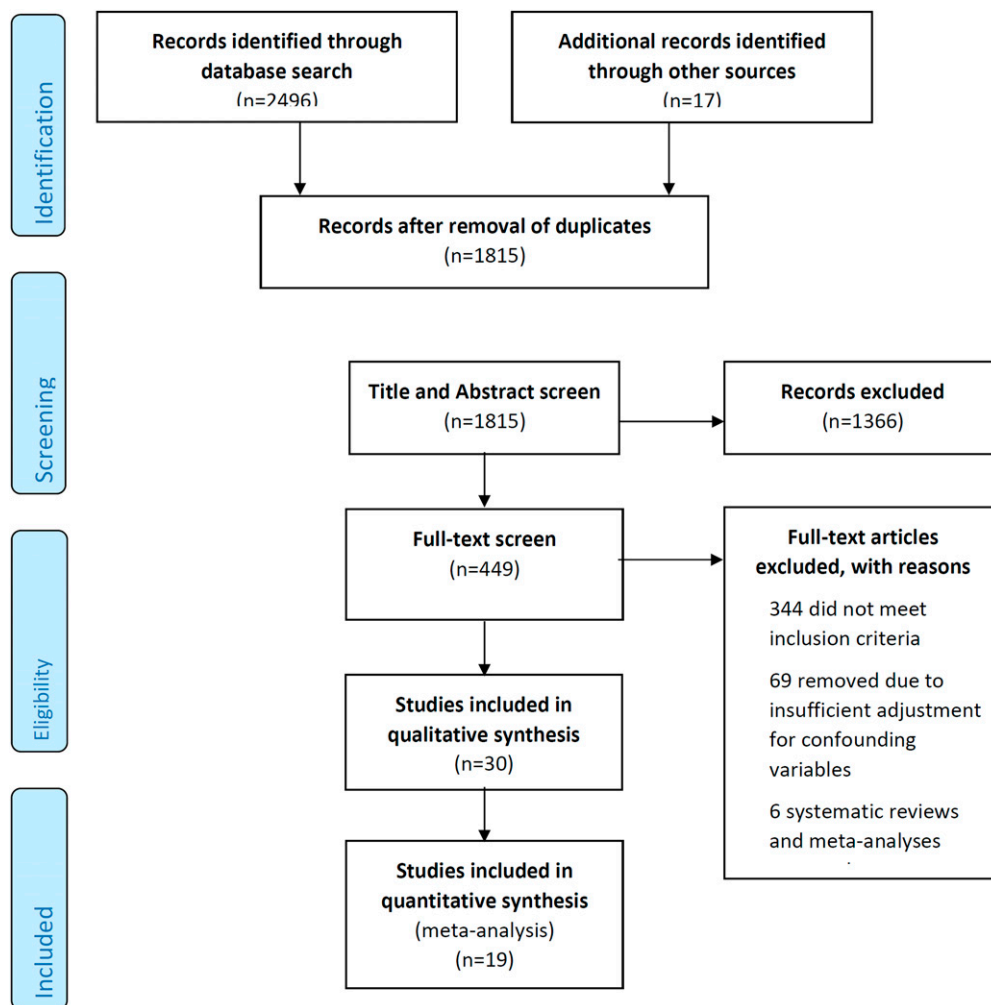 Identification
Records identified through
database search
(n=2496)
Additional records identified
through other sources
(n=17)
Records after removal of duplicates
(n=1815)
Screening
Title and Abstract screen
(n=1815)
Records excluded
(n=1366)
Eligibility
Full-text screen
(n=449)
Full-text articles
excluded, with reasons
344 did not meet
inclusion criteria
69 removed due to
insufficient adjustment
for confounding
variables
6 systematic reviews
and meta-analyses
Studies included in
qualitative synthesis
(n=30)
Included
Studies included in
quantitative synthesis
(meta-analysis)
(n=19)